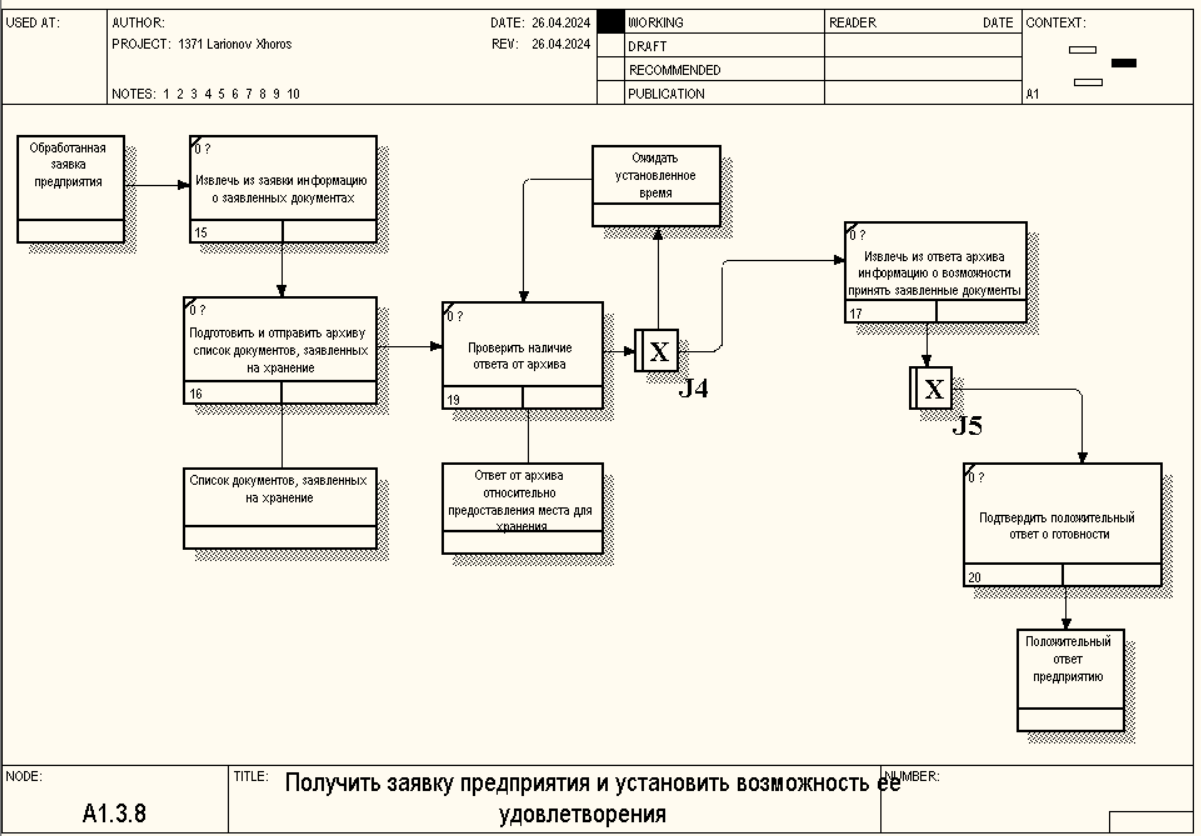 USED AT:
AUTHOR:
DATE: 26.04.2024
PROJECT: 1371 Larionov Xhoros
REV: 26.04.2024
NOTES: 1 2 3 4 5 6 7 8 9 10
WORKING
DRAFT
RECOMMENDED
PUBLICATION
READER
DATE
CONTEXT:
A1
Обработанная
заявка
предприятия
0 ?
Извлечь из заявки информацию
о заявленных документах
15
Ожидать
установленное
время
0 ?
Извлечь из ответа архива
информацию о возможности
принять заявленные документы
17
0 ?
Подготовить и отправить архиву
список документов, заявленных
на хранение
16
0 ?
Проверить наличие
ответа от архива
19
X
J4
X
J5
Список документов, заявленных
на хранение
Ответ от архива
относительно
предоставления места для
хранения
0 ?
Подтвердить положительный
ответ о готовности
20
Положительный
ответ
предприятию
NODE:
A1.3.8
TITLE:
Получить заявку предприятия и установить возможность ее
удовлетворения
NUMBER: